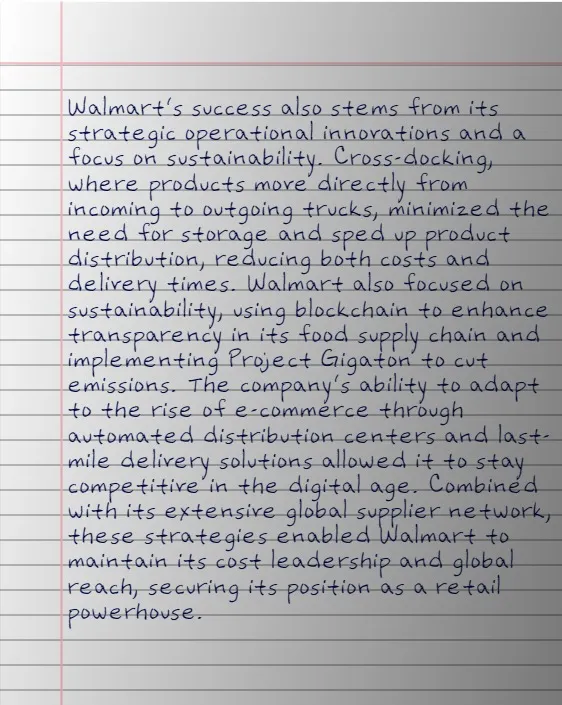 Walmart's success also stems from its
strategic operational innovations and a
focus on sustainability. Cross-docking,
where products move directly from
incoming to outgoing trucks, minimized the
need for storage and sped up product
distribution, reducing both costs and
delivery times. Walmart also focused on
sustainability, using blockchain to enhance
transparency in its food supply chain and
implementing Project Gigaton to cut
emissions. The company's ability to adapt
to the rise of e-commerce through
automated distribution centers and last-
mile delivery solutions allowed it to stay
competitive in the digital age. Combined
with its extensive global supplier network,
these strategies enabled Walmart to
maintain its cost leadership and global
reach, securing its position as a retail
powerhouse.